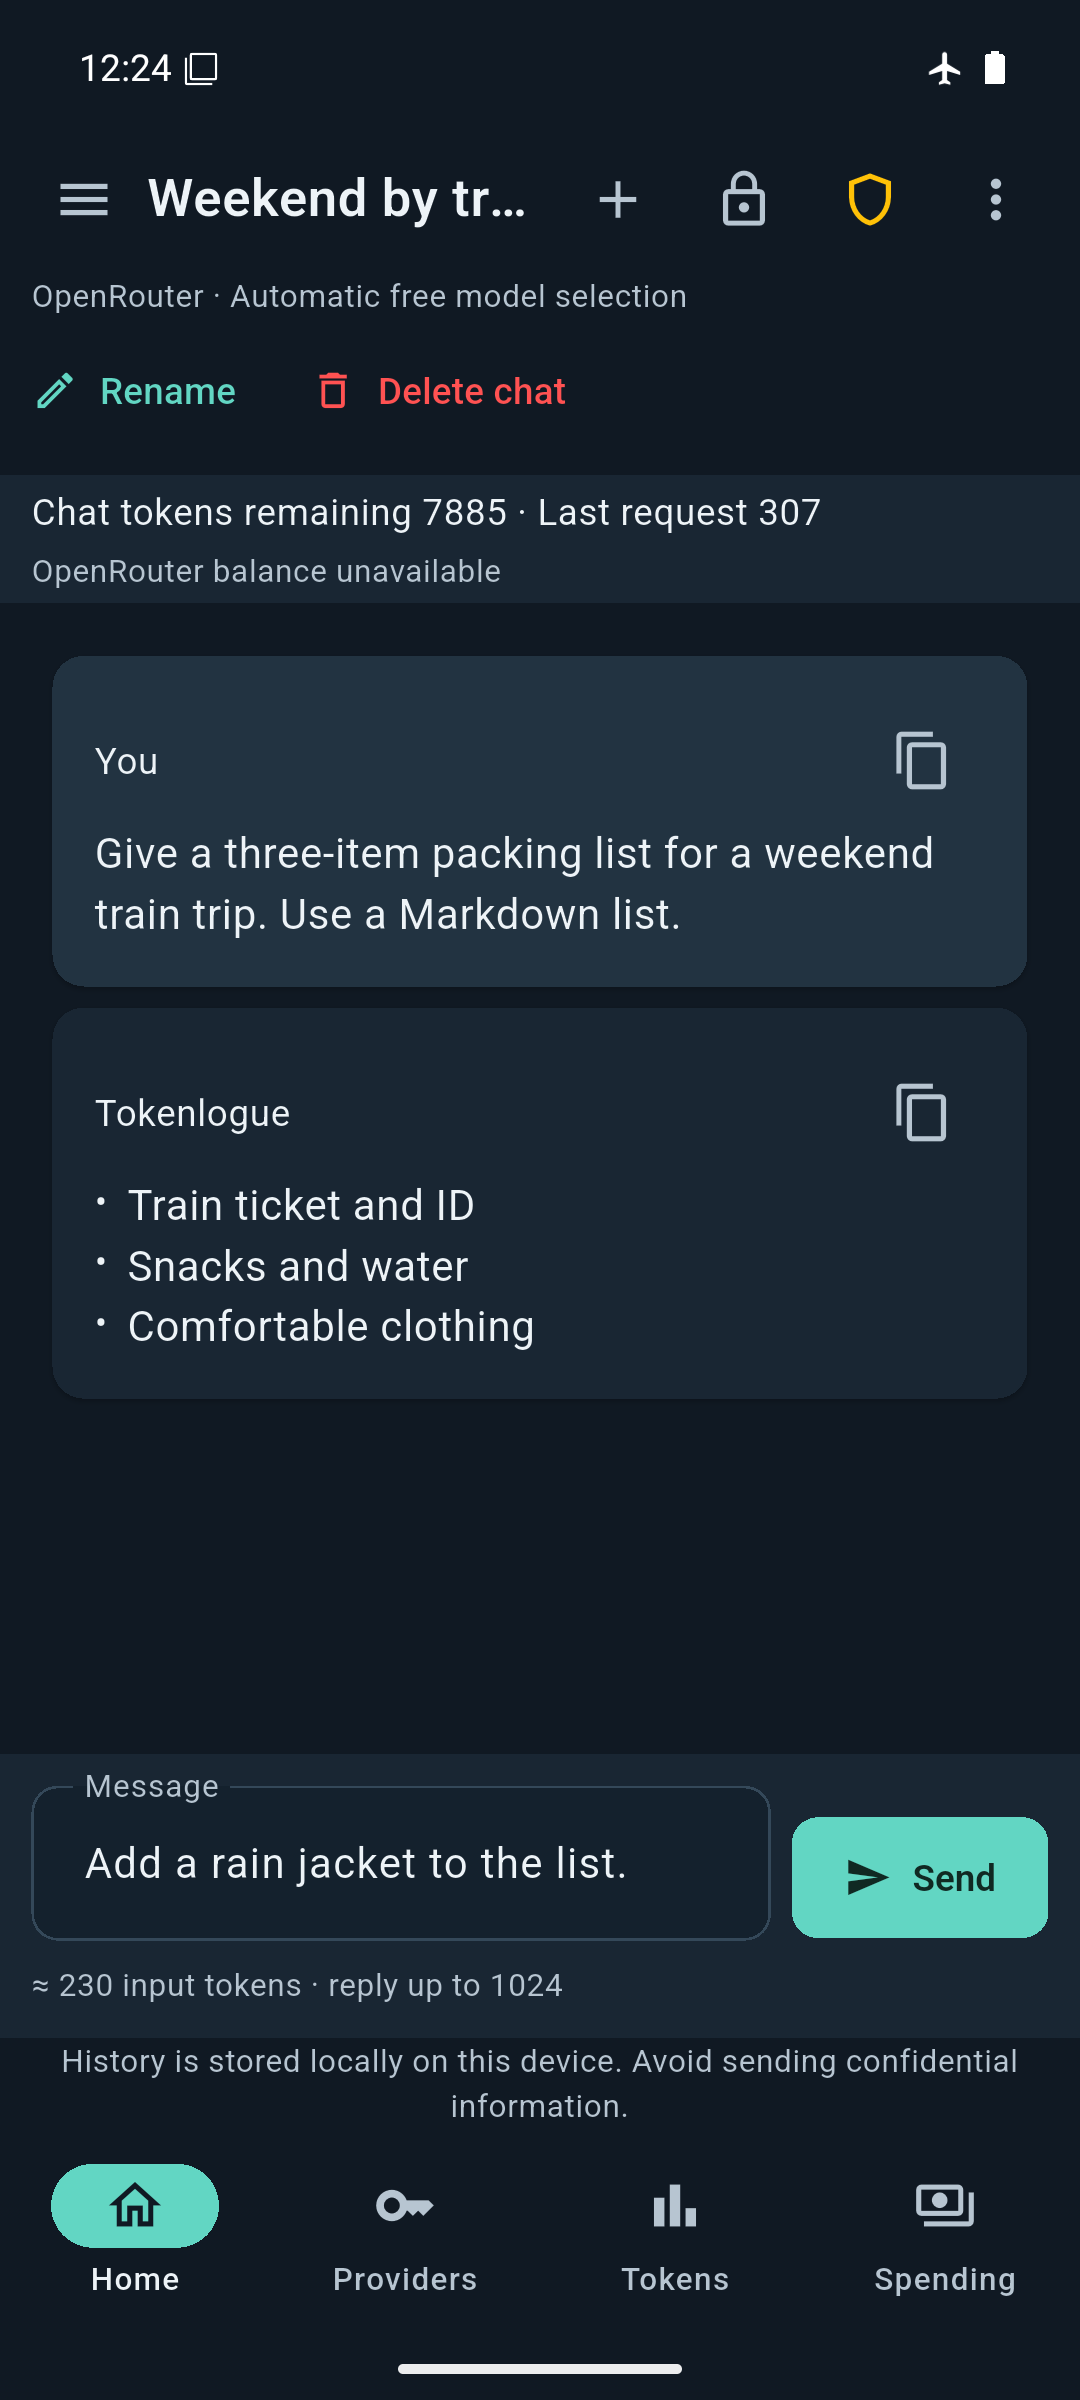 12:24
Weekend by tr...
OpenRouter · Automatic free model selection
Rename
Delete chat
Chat tokens remaining 7885 · Last request 307
OpenRouter balance unavailable
You
Give a three-item packing list for a weekend
train trip. Use a Markdown list.
Tokenlogue
• Train ticket and ID
• Snacks and water
• Comfortable clothing
Message
Add a rain jacket to the list.
Send
≈ 230 input tokens · reply up to 1024
History is stored locally on this device. Avoid sending confidential
information.
Home
Providers
Tokens
Spending